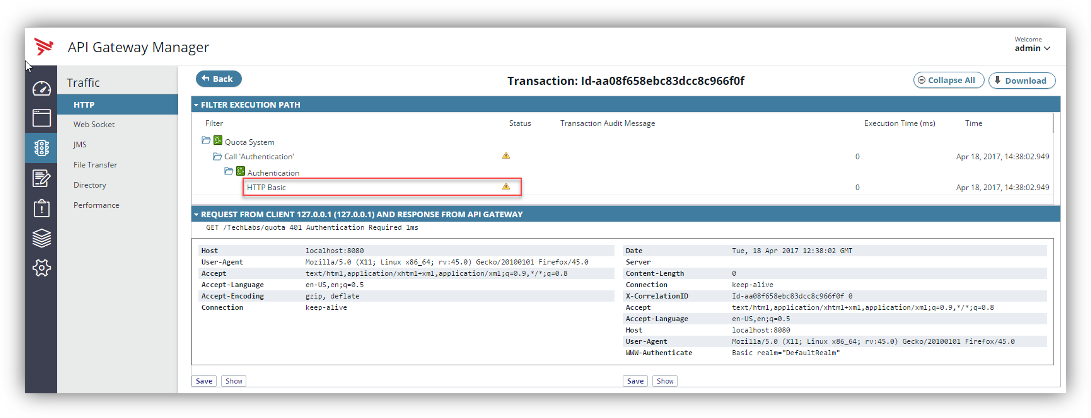 API Gateway Manager
Welcome
admin
Traffic
HTTP
Web Socket
JMS
File Transfer
Directory
Performance
Back
Transaction: Id-aa08f658ebc83dcc8c966f0f
Collapse All
Download
FILTER EXECUTION PATH
Filter Status Transaction Audit Message Execution Time (ms) Time
Quota System
Call 'Authentication' 0 Apr 18, 2017, 14:38:02.949
Authentication
HTTP Basic 0 Apr 18, 2017, 14:38:02.949
REQUEST FROM CLIENT 127.0.0.1 (127.0.0.1) AND RESPONSE FROM API GATEWAY
GET /TechLabs/quota 401 Authentication Required 1ms
Host localhost:8080
User-Agent Mozilla/5.0 (X11; Linux x86_64; rv:45.0) Gecko/20100101 Firefox/45.0
Accept text/html,application/xhtml+xml,application/xml;q=0.9,*/*;q=0.8
Accept-Language en-US,en;q=0.5
Accept-Encoding gzip, deflate
Connection keep-alive
Date Tue, 18 Apr 2017 12:38:02 GMT
Server
Content-Length 0
Connection keep-alive
X-CorrelationID Id-aa08f658ebc83dcc8c966f0f 0
Accept text/html,application/xhtml+xml,application/xml;q=0.9,*/*;q=0.8
Accept-Language en-US,en;q=0.5
Host localhost:8080
User-Agent Mozilla/5.0 (X11; Linux x86_64; rv:45.0) Gecko/20100101 Firefox/45.0
WWW-Authenticate Basic realm="DefaultRealm"
Save Show
Save Show